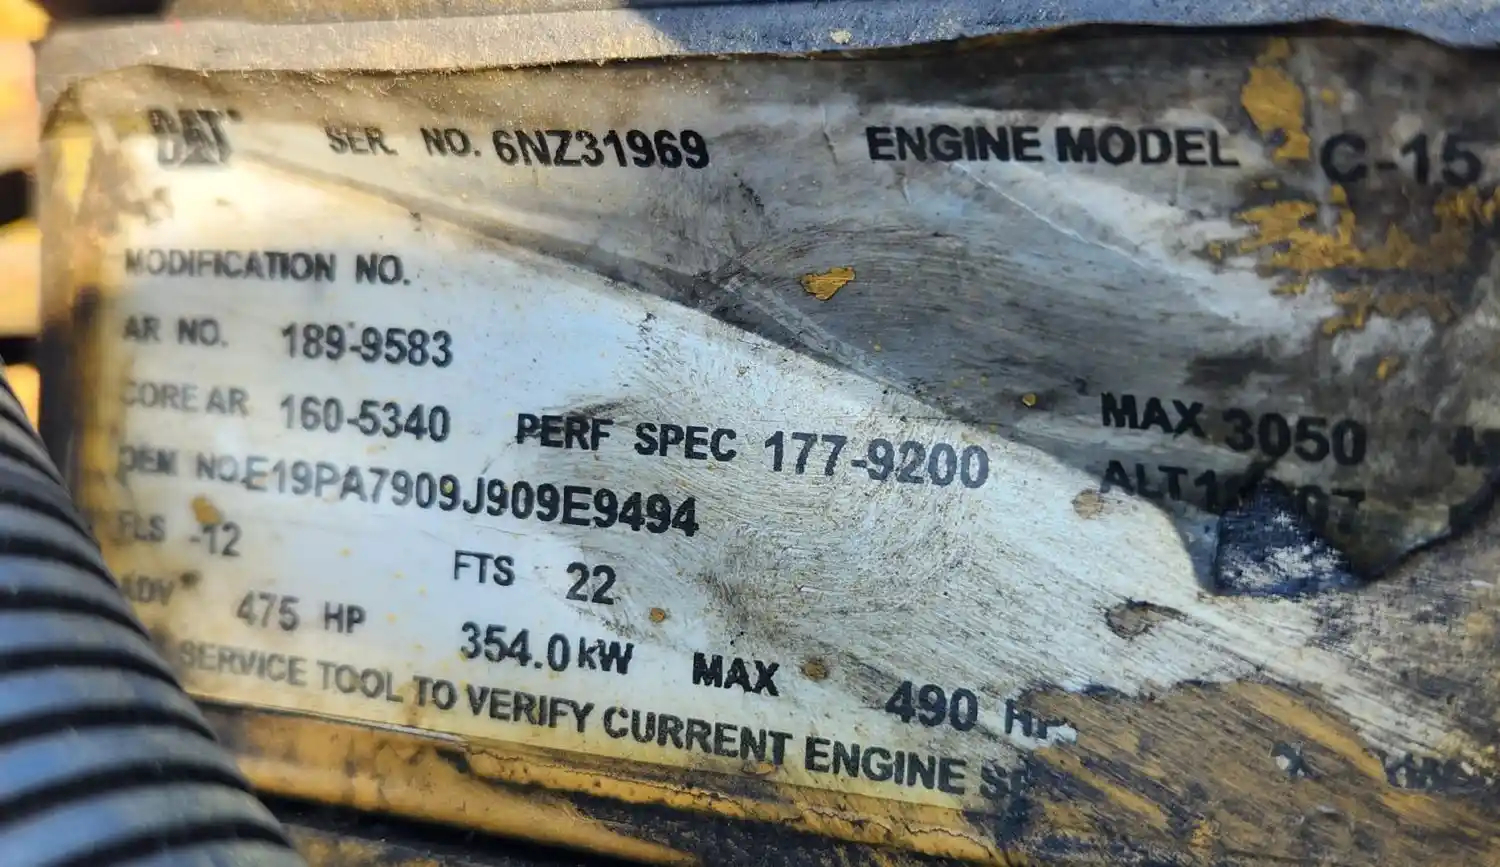 CAT SER. NO. 6NZ31969 ENGINE MODEL C-15
MODIFICATION NO.
AR NO. 189-9583
CORE AR 160-5340 PERF SPEC 177-9200 MAX 3050
OEM NO. E19PA7909J909E9494 ALT
FLS -12 FTS 22
ADV 475 HP 354.0 kW MAX 490 HP
SERVICE TOOL TO VERIFY CURRENT ENGINE